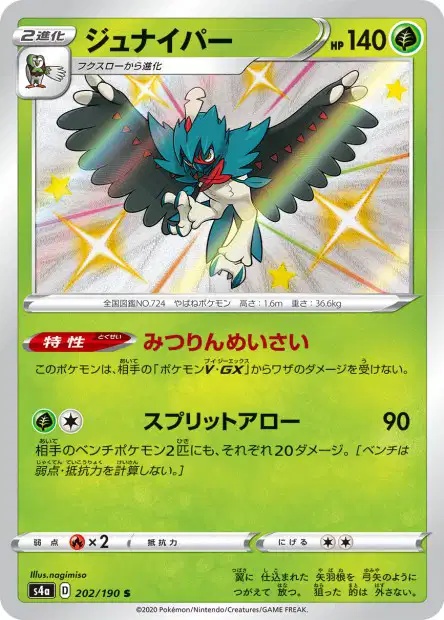 2進化
ジュナイパー
HP 140
フクスローから進化
全国図鑑NO.724 やばねポケモン 高さ:1.6m 重さ:36.6kg
特性 とくせい みつりんめいさい
このポケモンは、相手の「ポケモンV・GX」からワザのダメージを受けない。
スプリットアロー 90
相手のベンチポケモン2匹にも、それぞれ20ダメージ。[ベンチは
弱点・抵抗力を計算しない。]
弱点 ×2 抵抗力 にげる
Illus.nagimiso
s4a D 202/190 S
翼に 仕込まれた 矢羽根を 弓矢のように
つがえて 放つ。 狙った 的は 外さない。
©2020 Pokémon/Nintendo/Creatures/GAME FREAK.